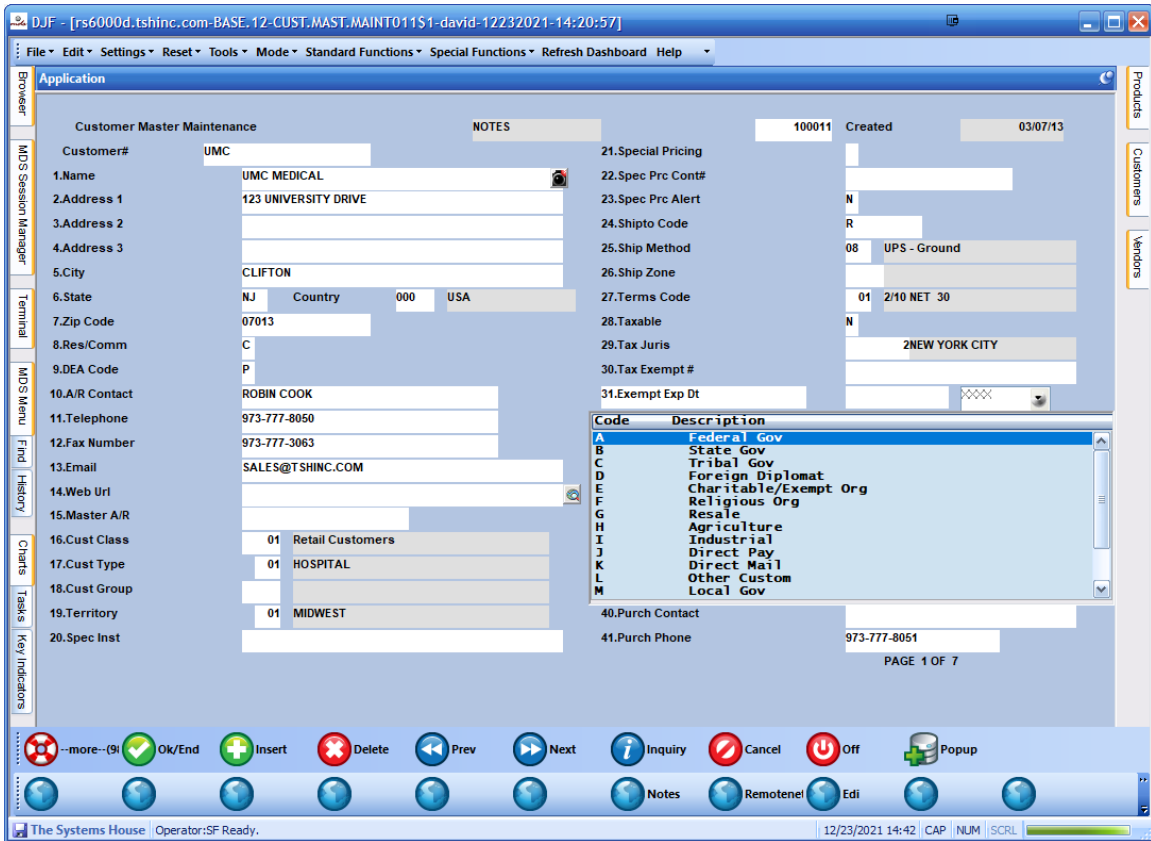 DJF - [rs6000d.tshinc.com-BASE.12-CUST.MAST.MAINT011$1-david-12232021-14:20:57]
File Edit Settings Reset Tools Mode Standard Functions Special Functions Refresh Dashboard Help
Application
Browser
MDS Session Manager
Terminal
MDS Menu
Find
History
Charts
Tasks
Key Indicators
Products
Customers
Vendors
Customer Master Maintenance NOTES 100011 Created 03/07/13
Customer# UMC
1.Name UMC MEDICAL
2.Address 1 123 UNIVERSITY DRIVE
3.Address 2
4.Address 3
5.City CLIFTON
6.State NJ Country 000 USA
7.Zip Code 07013
8.Res/Comm C
9.DEA Code P
10.A/R Contact ROBIN COOK
11.Telephone 973-777-8050
12.Fax Number 973-777-3063
13.Email SALES@TSHINC.COM
14.Web Url
15.Master A/R
16.Cust Class 01 Retail Customers
17.Cust Type 01 HOSPITAL
18.Cust Group
19.Territory 01 MIDWEST
20.Spec Inst
21.Special Pricing
22.Spec Prc Cont#
23.Spec Prc Alert N
24.Shipto Code R
25.Ship Method 08 UPS - Ground
26.Ship Zone
27.Terms Code 01 2/10 NET 30
28.Taxable N
29.Tax Juris 2NEW YORK CITY
30.Tax Exempt #
31.Exempt Exp Dt XXXX
Code Description
A Federal Gov
B State Gov
C Tribal Gov
D Foreign Diplomat
E Charitable/Exempt Org
F Religious Org
G Resale
H Agriculture
I Industrial
J Direct Pay
K Direct Mail
L Other Custom
M Local Gov
40.Purch Contact
41.Purch Phone 973-777-8051
PAGE 1 OF 7
--more--(98 Ok/End Insert Delete Prev Next Inquiry Cancel Off Popup
Notes Remotenet Edi
The Systems House Operator:SF Ready. 12/23/2021 14:42 CAP NUM SCRL